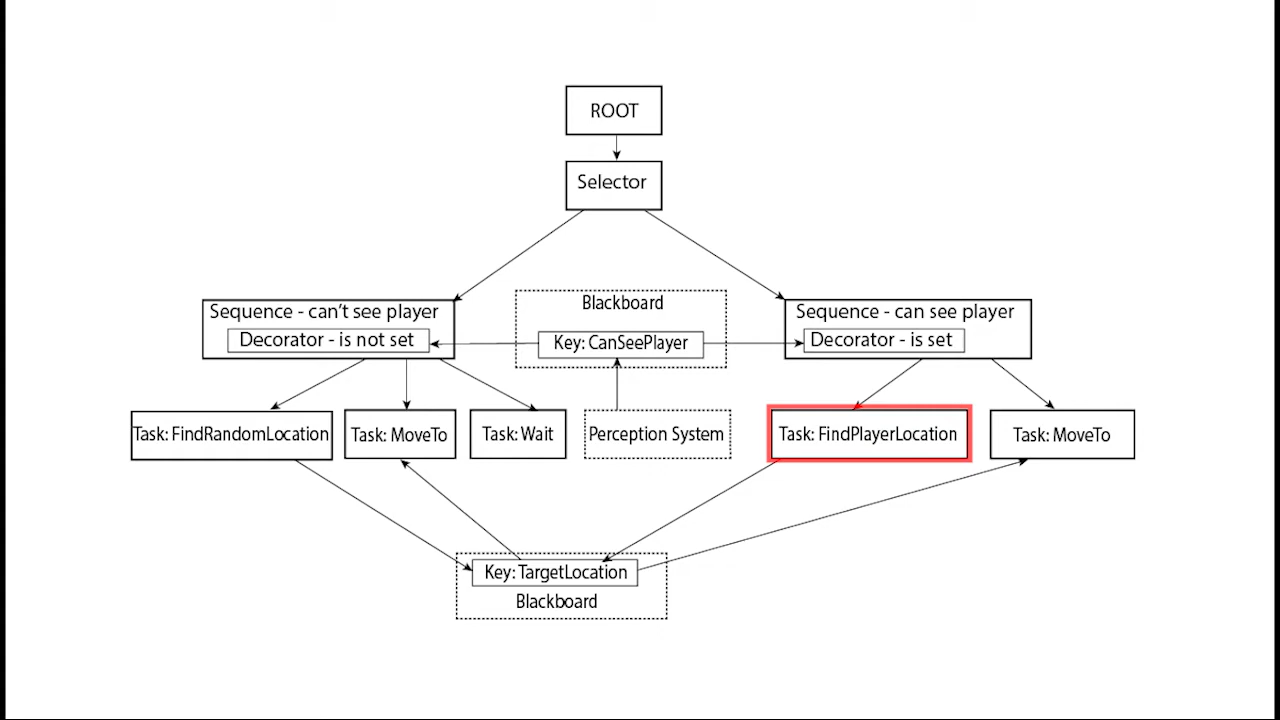 ROOT
Selector
Sequence - can't see player
Decorator - is not set
Blackboard
Key: CanSeePlayer
Sequence - can see player
Decorator - is set
Task: FindRandomLocation
Task: MoveTo
Task: Wait
Perception System
Task: FindPlayerLocation
Task: MoveTo
Key: TargetLocation
Blackboard